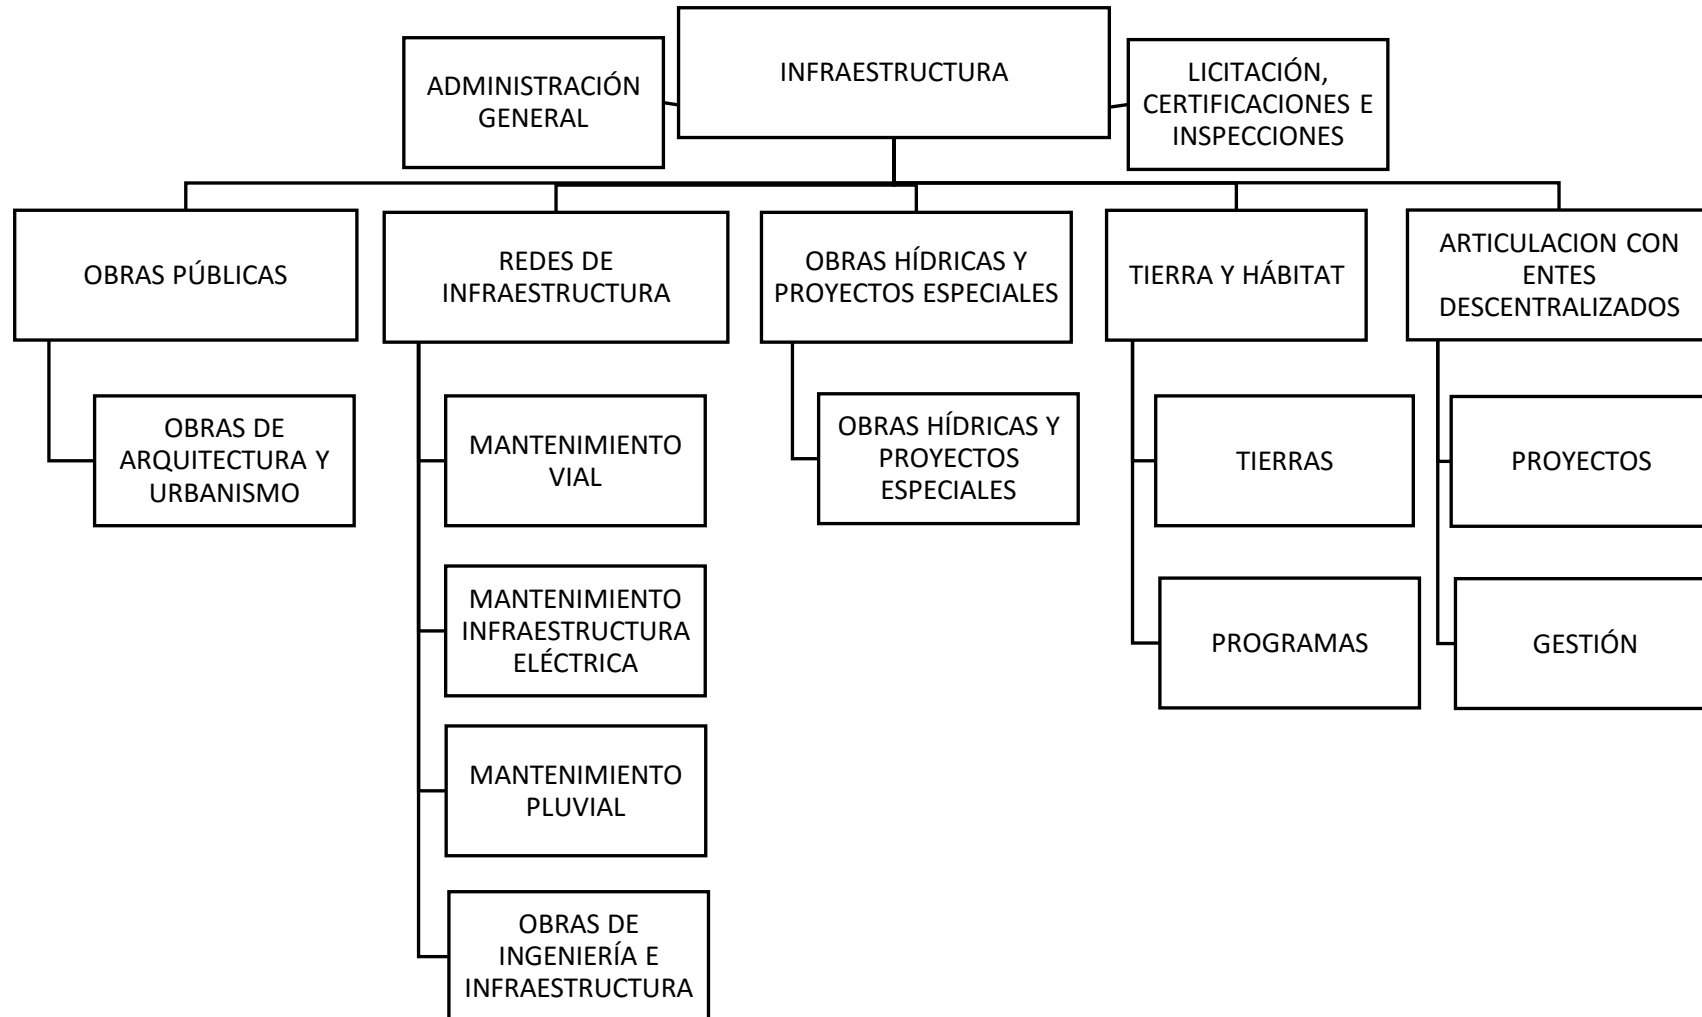 INFRAESTRUCTURA
ADMINISTRACIÓN
GENERAL
LICITACIÓN,
CERTIFICACIONES E
INSPECCIONES
OBRAS PÚBLICAS
REDES DE
INFRAESTRUCTURA
OBRAS HÍDRICAS Y
PROYECTOS ESPECIALES
TIERRA Y HÁBITAT
ARTICULACION CON
ENTES
DESCENTRALIZADOS
OBRAS DE
ARQUITECTURA Y
URBANISMO
MANTENIMIENTO
VIAL
MANTENIMIENTO
INFRAESTRUCTURA
ELÉCTRICA
MANTENIMIENTO
PLUVIAL
OBRAS DE
INGENIERÍA E
INFRAESTRUCTURA
OBRAS HÍDRICAS Y
PROYECTOS
ESPECIALES
TIERRAS
PROGRAMAS
PROYECTOS
GESTIÓN